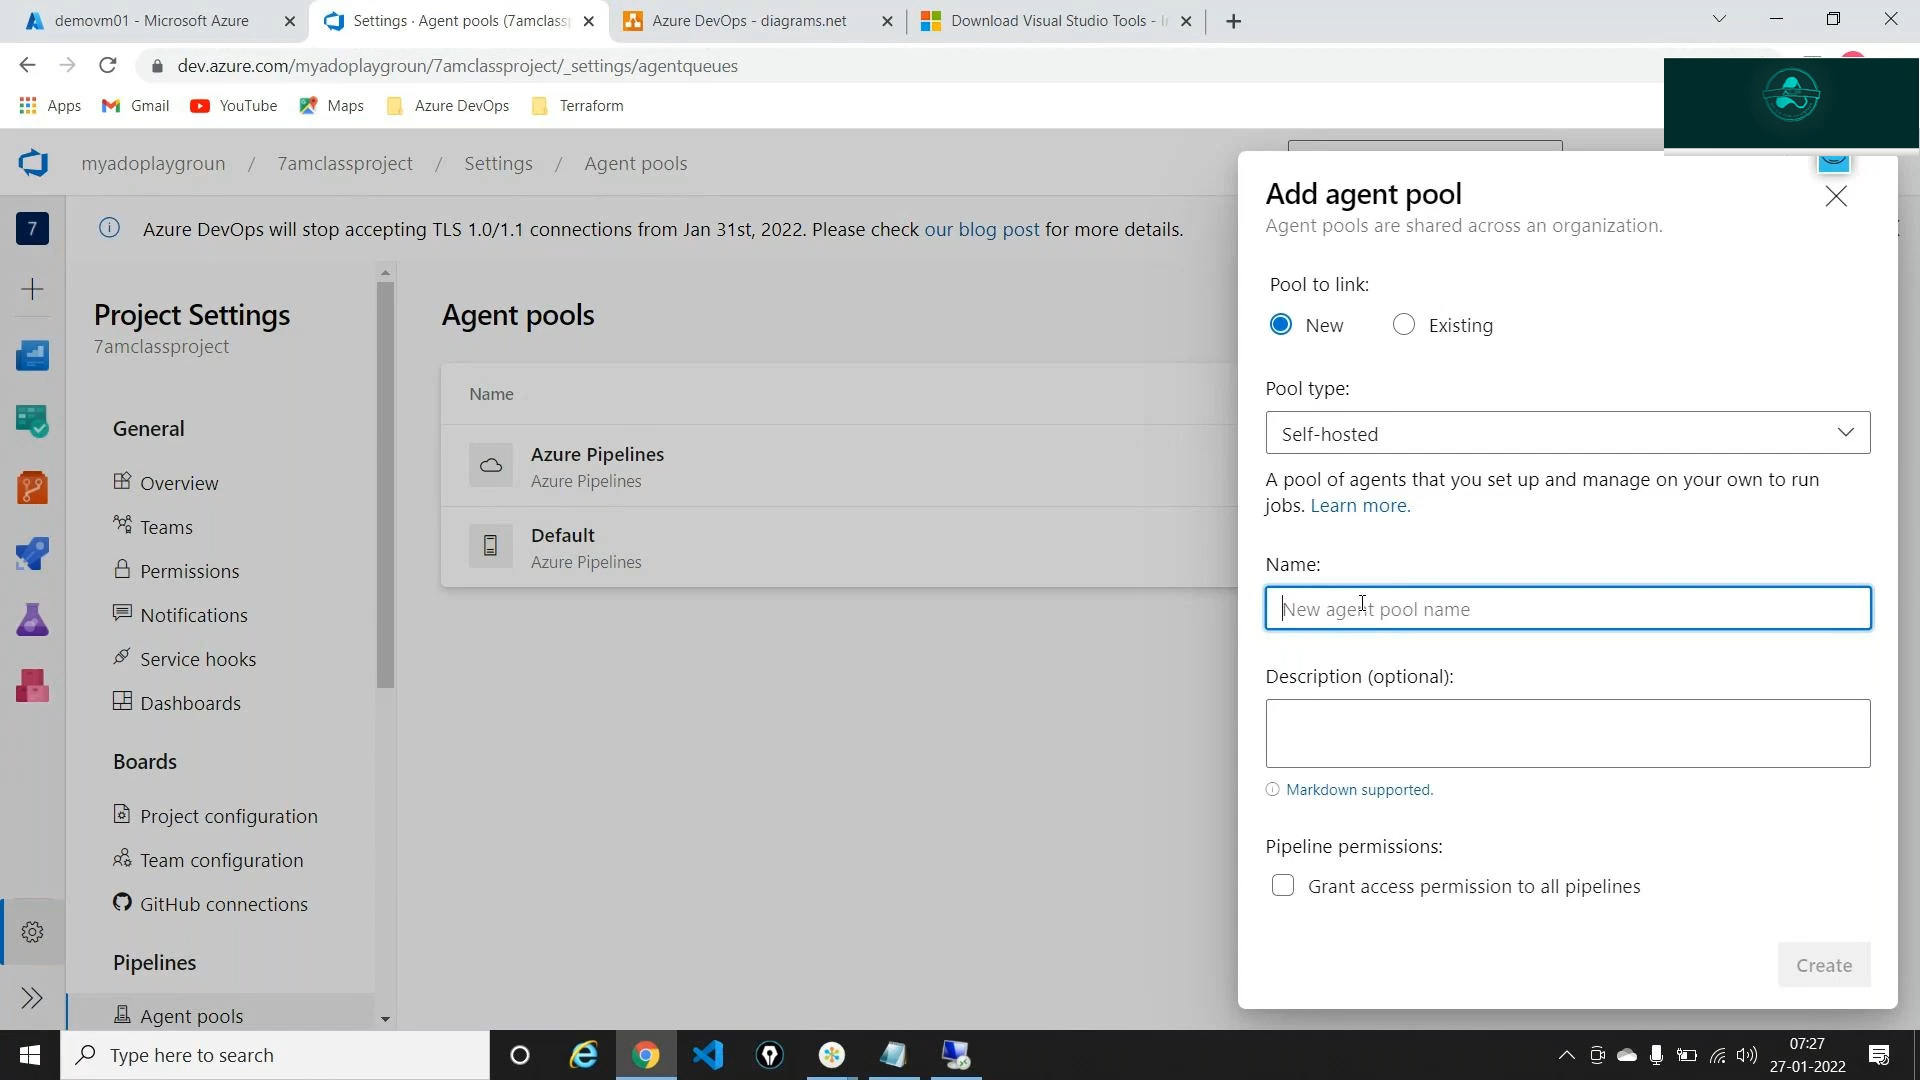 demovm01 - Microsoft Azure
Settings · Agent pools (7amclass
Azure DevOps - diagrams.net
Download Visual Studio Tools -
dev.azure.com/myadoplaygroun/7amclassproject/_settings/agentqueues
Apps
Gmail
YouTube
Maps
Azure DevOps
Terraform
myadoplaygroun / 7amclassproject / Settings / Agent pools
7
Azure DevOps will stop accepting TLS 1.0/1.1 connections from Jan 31st, 2022. Please check our blog post for more details.
Project Settings
7amclassproject
General
Overview
Teams
Permissions
Notifications
Service hooks
Dashboards
Boards
Project configuration
Team configuration
GitHub connections
Pipelines
Agent pools
Agent pools
Name
Azure Pipelines
Azure Pipelines
Default
Azure Pipelines
Add agent pool
Agent pools are shared across an organization.
Pool to link:
New
Existing
Pool type:
Self-hosted
A pool of agents that you set up and manage on your own to run
jobs. Learn more.
Name:
New agent pool name
Description (optional):
Markdown supported.
Pipeline permissions:
Grant access permission to all pipelines
Create
Type here to search
07:27
27-01-2022